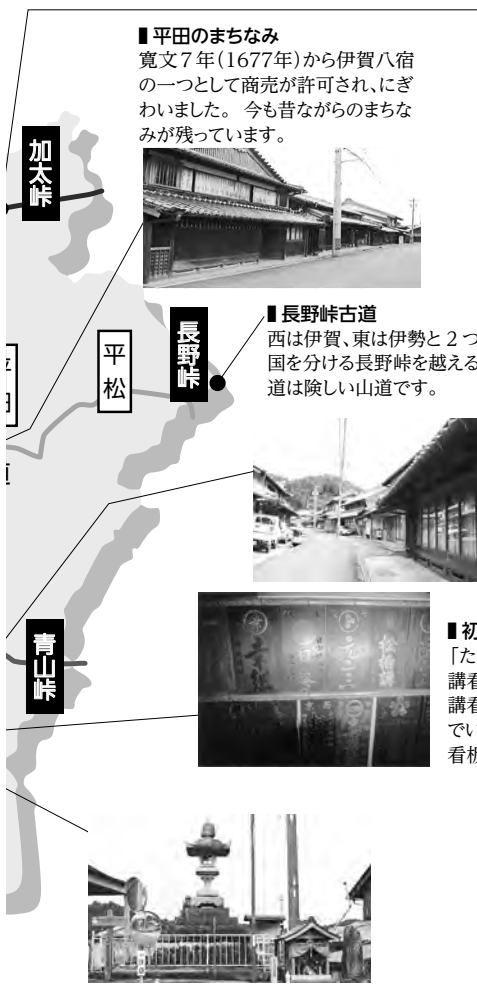 ■平田のまちなみ
寛文7年(1677年)から伊賀八宿
の一つとして商売が許可され、にぎ
わいました。 今も昔ながらのまちな
みが残っています。
加太峠
■長野峠古道
西は伊賀、東は伊勢と2つ
国を分ける長野峠を越える
道は険しい山道です。
長野峠
平松
青山峠
■初
「た
講看
講看
でい
看板